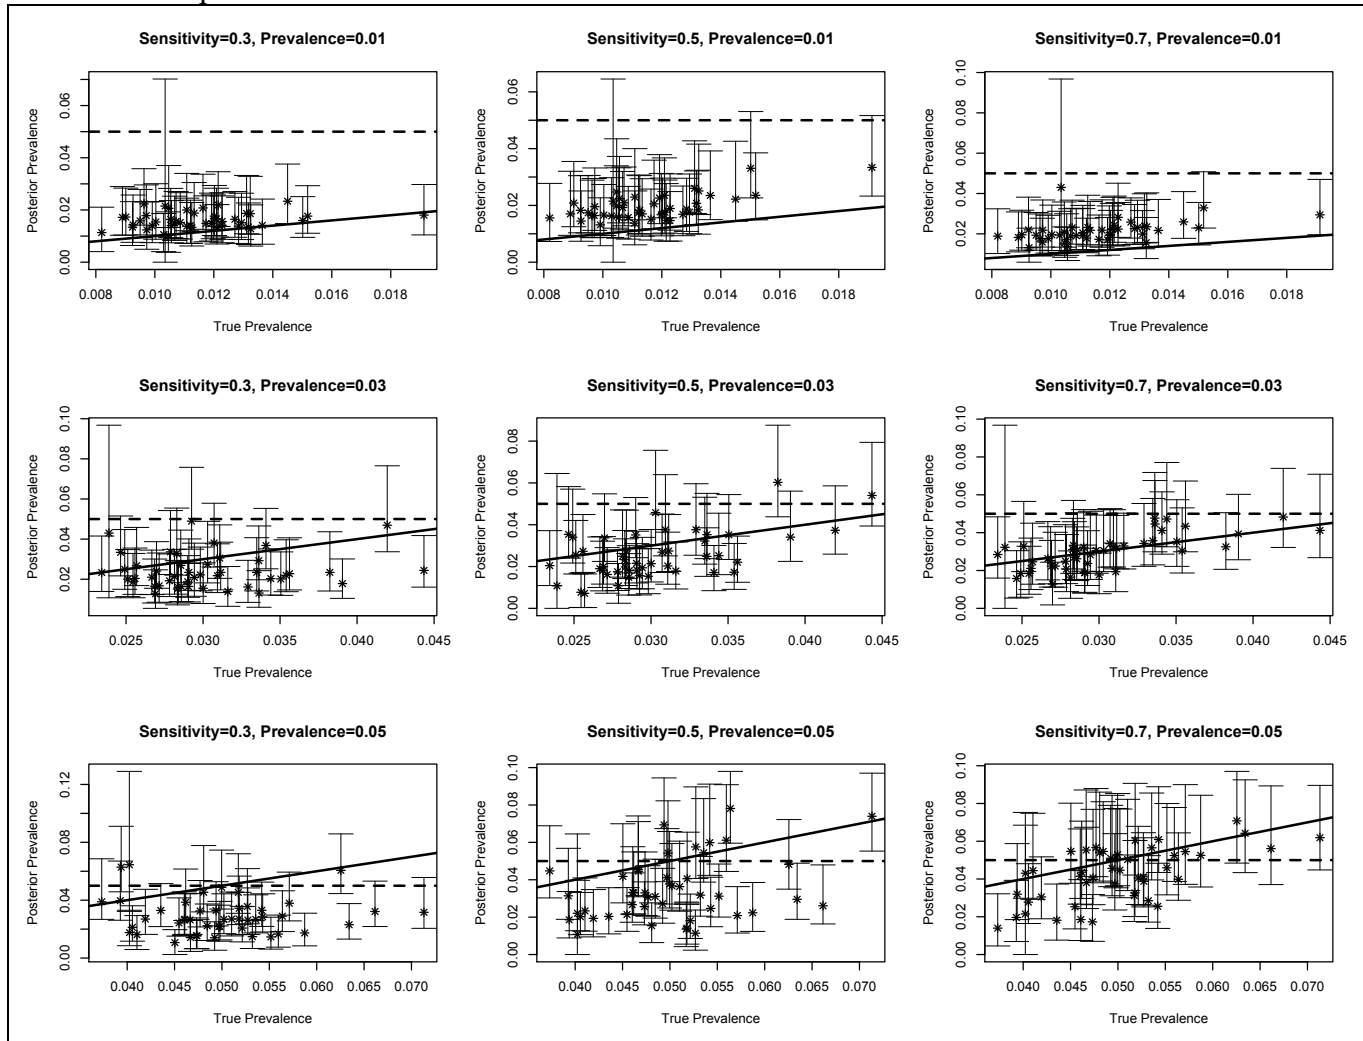 Sensitivity=0.3, Prevalence=0.01
Posterior Prevalence
0.00 0.02 0.04 0.06
0.008 0.010 0.012 0.014 0.016 0.018
True Prevalence
Sensitivity=0.5, Prevalence=0.01
Posterior Prevalence
0.00 0.02 0.04 0.06
0.008 0.010 0.012 0.014 0.016 0.018
True Prevalence
Sensitivity=0.7, Prevalence=0.01
Posterior Prevalence
0.02 0.04 0.06 0.08 0.10
0.008 0.010 0.012 0.014 0.016 0.018
True Prevalence
Sensitivity=0.3, Prevalence=0.03
Posterior Prevalence
0.02 0.04 0.06 0.08 0.10
0.025 0.030 0.035 0.040 0.045
True Prevalence
Sensitivity=0.5, Prevalence=0.03
Posterior Prevalence
0.00 0.02 0.04 0.06 0.08
0.025 0.030 0.035 0.040 0.045
True Prevalence
Sensitivity=0.7, Prevalence=0.03
Posterior Prevalence
0.00 0.02 0.04 0.06 0.08 0.10
0.025 0.030 0.035 0.040 0.045
True Prevalence
Sensitivity=0.3, Prevalence=0.05
Posterior Prevalence
0.00 0.04 0.08 0.12
0.040 0.045 0.050 0.055 0.060 0.065 0.070
True Prevalence
Sensitivity=0.5, Prevalence=0.05
Posterior Prevalence
0.00 0.02 0.04 0.06 0.08 0.10
0.040 0.045 0.050 0.055 0.060 0.065 0.070
True Prevalence
Sensitivity=0.7, Prevalence=0.05
Posterior Prevalence
0.00 0.02 0.04 0.06 0.08 0.10
0.040 0.045 0.050 0.055 0.060 0.065 0.070
True Prevalence